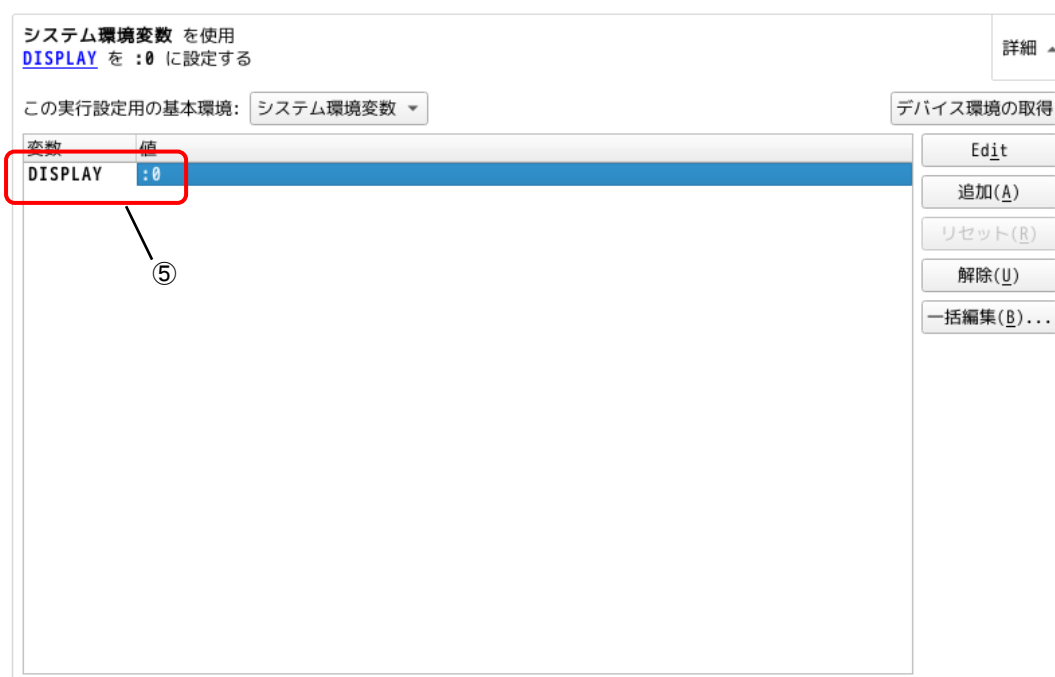 システム環境変数 を使用
DISPLAY を :0 に設定する
詳細
この実行設定用の基本環境: システム環境変数
デバイス環境の取得
変数 値
DISPLAY :0
Edit
追加(A)
リセット(R)
解除(U)
一括編集(B)...
⑤